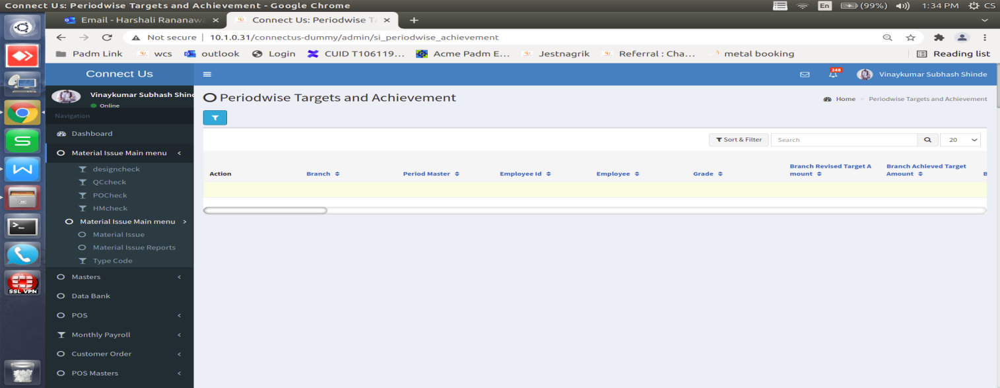 Connect Us: Periodwise Targets and Achievement - Google Chrome
En (99%) 1:34 PM CS
Email - Harshali Rananaw × Connect Us: Periodwise T × +
Not secure | 10.1.0.31/connectus-dummy/admin/si_periodwise_achievement
Padm Link wcs outlook Login CUID T106119... Acme Padm E... Jestnagrik Referral : Cha... metal booking Reading list
Connect Us 248 Vinaykumar Subhash Shinde
Vinaykumar Subhash Shind
Online
Periodwise Targets and Achievement
Home > Periodwise Targets and Achievement
Navigation
Dashboard
Material Issue Main menu <
designcheck
QCcheck
POCheck
HMcheck
Material Issue Main menu >
Material Issue
Material Issue Reports
Type Code
Masters <
Data Bank
POS <
Monthly Payroll <
Customer Order <
POS Masters <
Sort & Filter Search 20
Action Branch Period Master Employee Id Employee Grade Branch Revised Target A
mount Branch Achieved Target
Amount B
SSL VPN